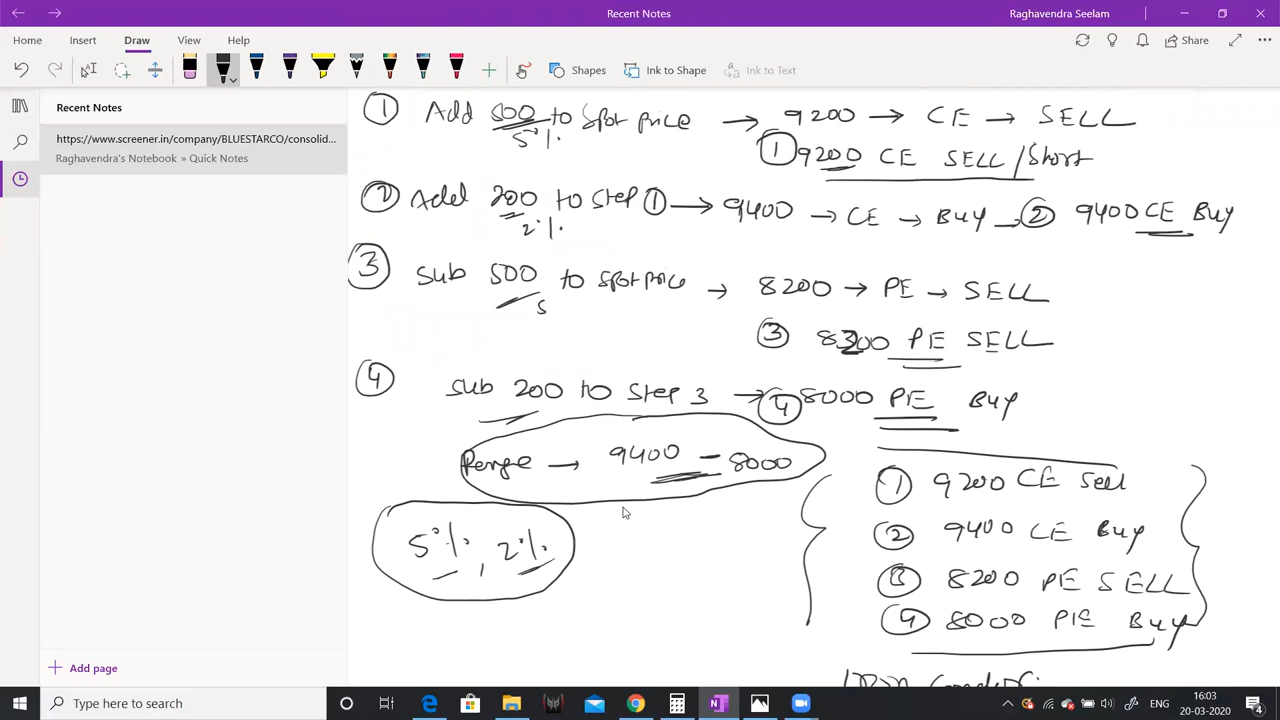 Recent Notes
Raghavendra Seelam
Home Insert Draw View Help
Share
Shapes Ink to Shape Ink to Text
Recent Notes
https://www.screener.in/company/BLUESTARCO/consolid...
Raghavendra's Notebook » Quick Notes
① Add 500 to Spot price → 9200 → CE → SELL
5%.
① 9200 CE SELL/Short
② Add 200 to Step ① → 9400 → CE → BUY → ② 9400 CE Buy
2%.
③ Sub 500 to Spot price → 8200 → PE → SELL
5
③ 8200 PE SELL
④ Sub 200 to Step 3 → ④ 8000 PE Buy
Range → 9400 - 8000
5%, 2%
① 9200 CE Sell
② 9400 CE Buy
③ 8200 PE SELL
④ 8000 PE Buy
IRON
Add page
Type here to search
16:03
ENG
20-03-2020